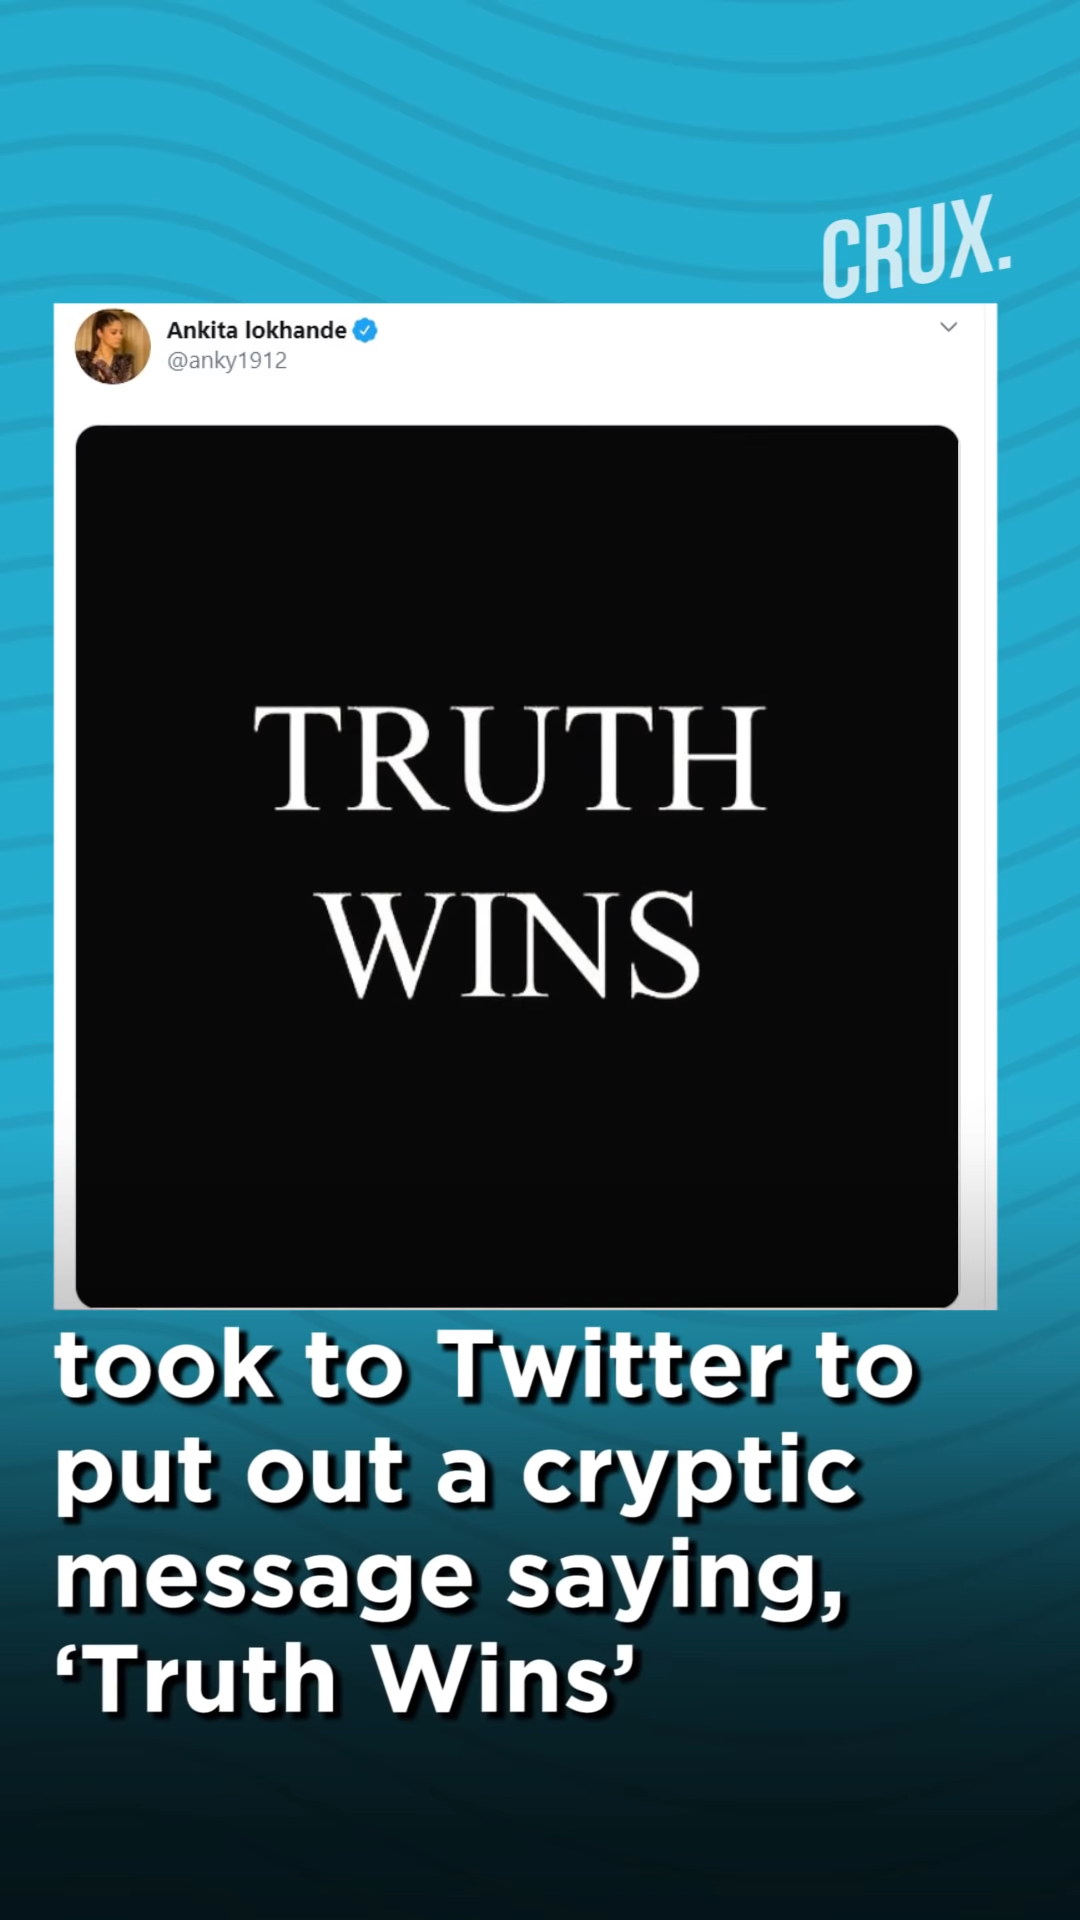 CRUX.
Ankita lokhande
@anky1912
TRUTH
WINS
took to Twitter to
put out a cryptic
message saying,
‘Truth Wins’